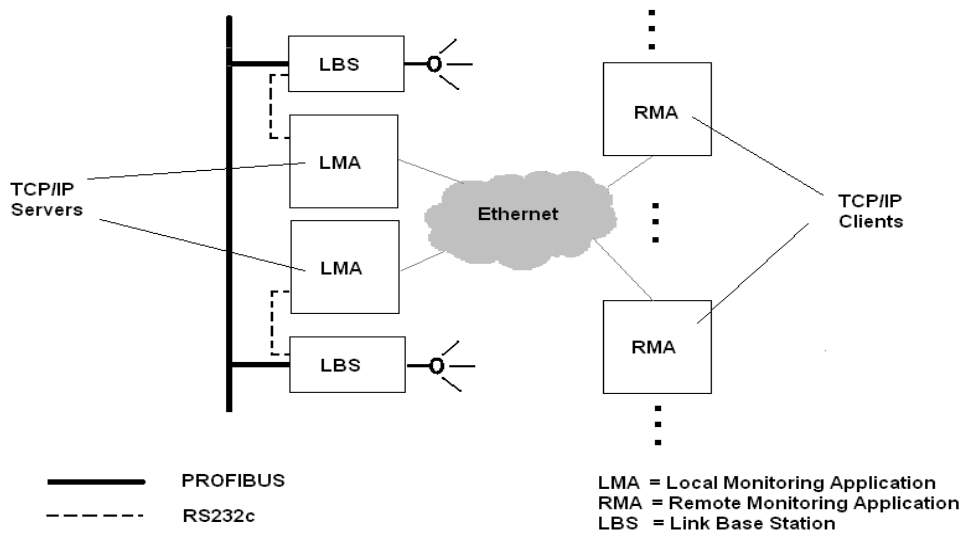 LBS
RMA
LMA
TCP/IP
Servers
Ethernet
TCP/IP
Clients
LMA
RMA
LBS
PROFIBUS
RS232c
LMA = Local Monitoring Application
RMA = Remote Monitoring Application
LBS = Link Base Station